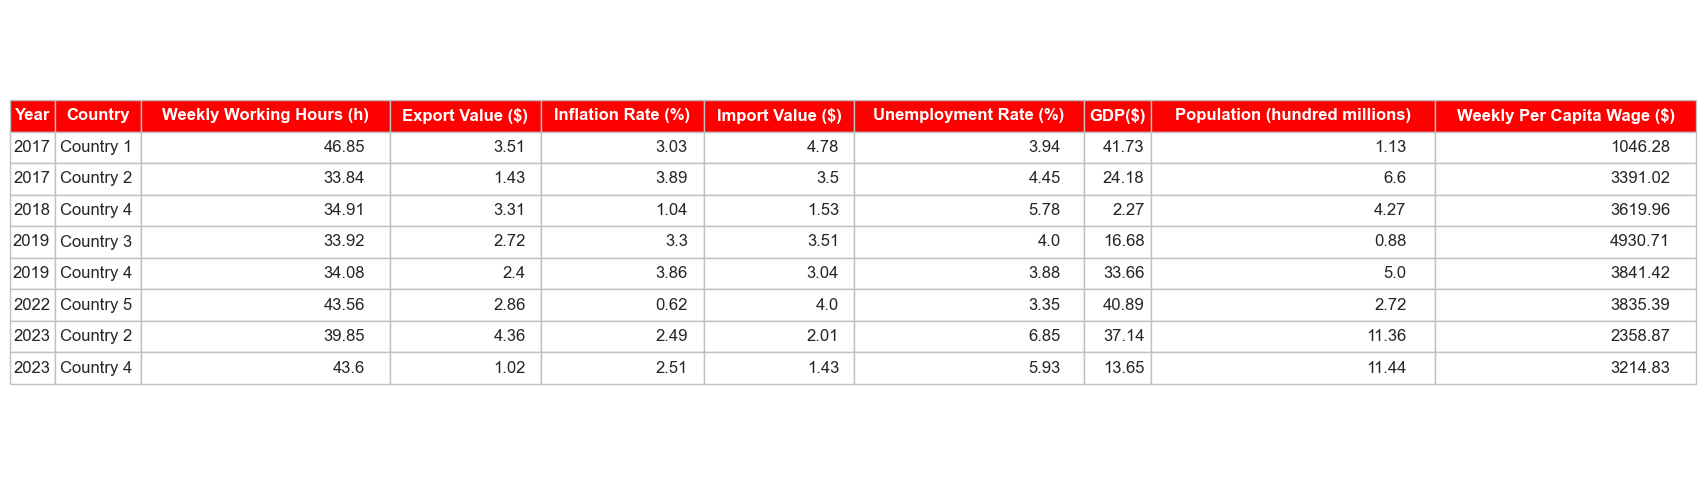 Year Country Weekly Working Hours (h) Export Value ($) Inflation Rate (%) Import Value ($) Unemployment Rate (%) GDP($) Population (hundred millions) Weekly Per Capita Wage ($)
2017 Country 1 46.85 3.51 3.03 4.78 3.94 41.73 1.13 1046.28
2017 Country 2 33.84 1.43 3.89 3.5 4.45 24.18 6.6 3391.02
2018 Country 4 34.91 3.31 1.04 1.53 5.78 2.27 4.27 3619.96
2019 Country 3 33.92 2.72 3.3 3.51 4.0 16.68 0.88 4930.71
2019 Country 4 34.08 2.4 3.86 3.04 3.88 33.66 5.0 3841.42
2022 Country 5 43.56 2.86 0.62 4.0 3.35 40.89 2.72 3835.39
2023 Country 2 39.85 4.36 2.49 2.01 6.85 37.14 11.36 2358.87
2023 Country 4 43.6 1.02 2.51 1.43 5.93 13.65 11.44 3214.83